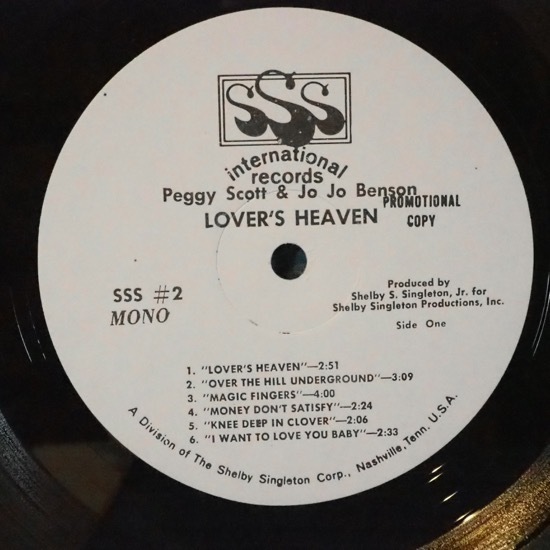 SSS
international
records
Peggy Scott & Jo Jo Benson
PROMOTIONAL
COPY
LOVER'S HEAVEN
SSS #2
MONO
Produced by
Shelby S. Singleton, Jr. for
Shelby Singleton Productions, Inc.
Side One
1. "LOVER'S HEAVEN"—2:51
2. "OVER THE HILL UNDERGROUND"—3:09
3. "MAGIC FINGERS"—4:00
4. "MONEY DON'T SATISFY"—2:24
5. "KNEE DEEP IN CLOVER"—2:06
6. "I WANT TO LOVE YOU BABY"—2:33
A Division of The Shelby Singleton Corp., Nashville, Tenn. U.S.A.